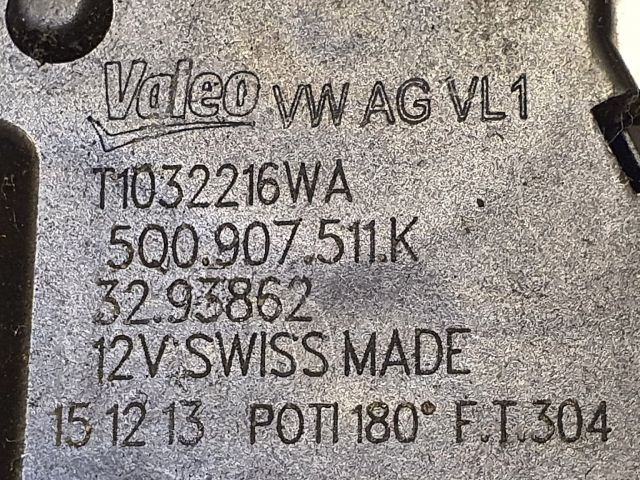 Valeo VW AG VL1
T1032216WA
5Q0.907.511.K
32.93862
12V SWISS MADE
15 12 13 POTI 180° F.T.304